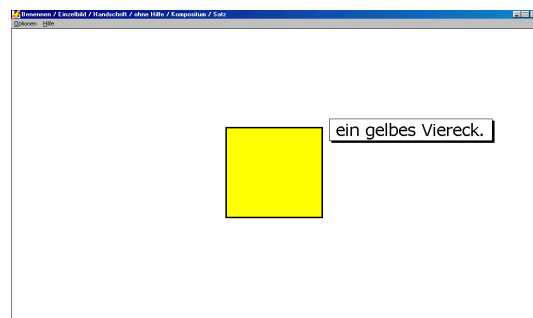 Benennen / Einzelbild / Handschrift / ohne Hilfe / Kompositum / Satz
Optionen Hilfe
ein gelbes Viereck.